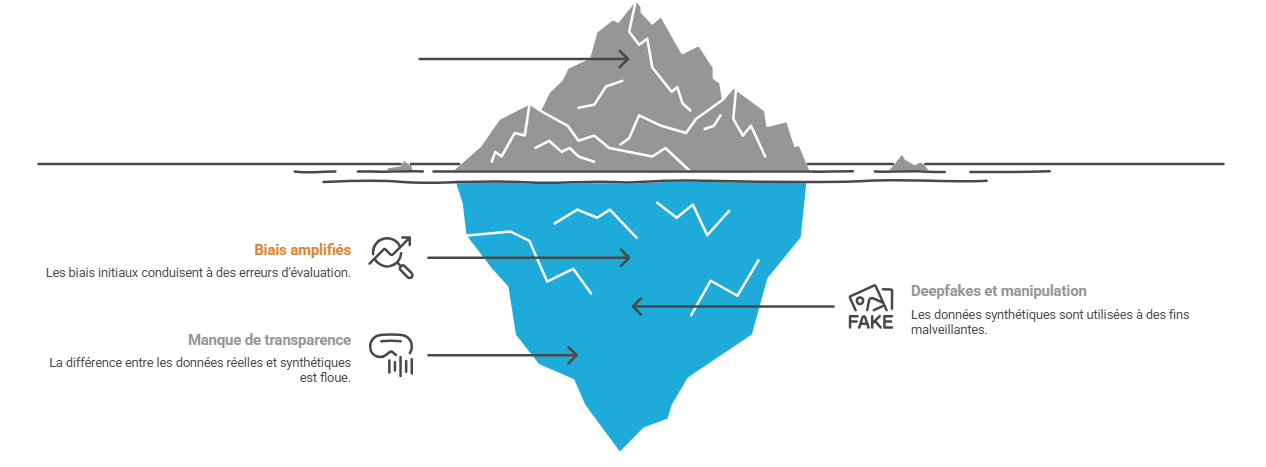 Biais amplifiés
Les biais initiaux conduisent à des erreurs d'évaluation.
Deepfakes et manipulation
Les données synthétiques sont utilisées à des fins
malveillantes.
FAKE
Manque de transparence
La différence entre les données réelles et synthétiques
est floue.